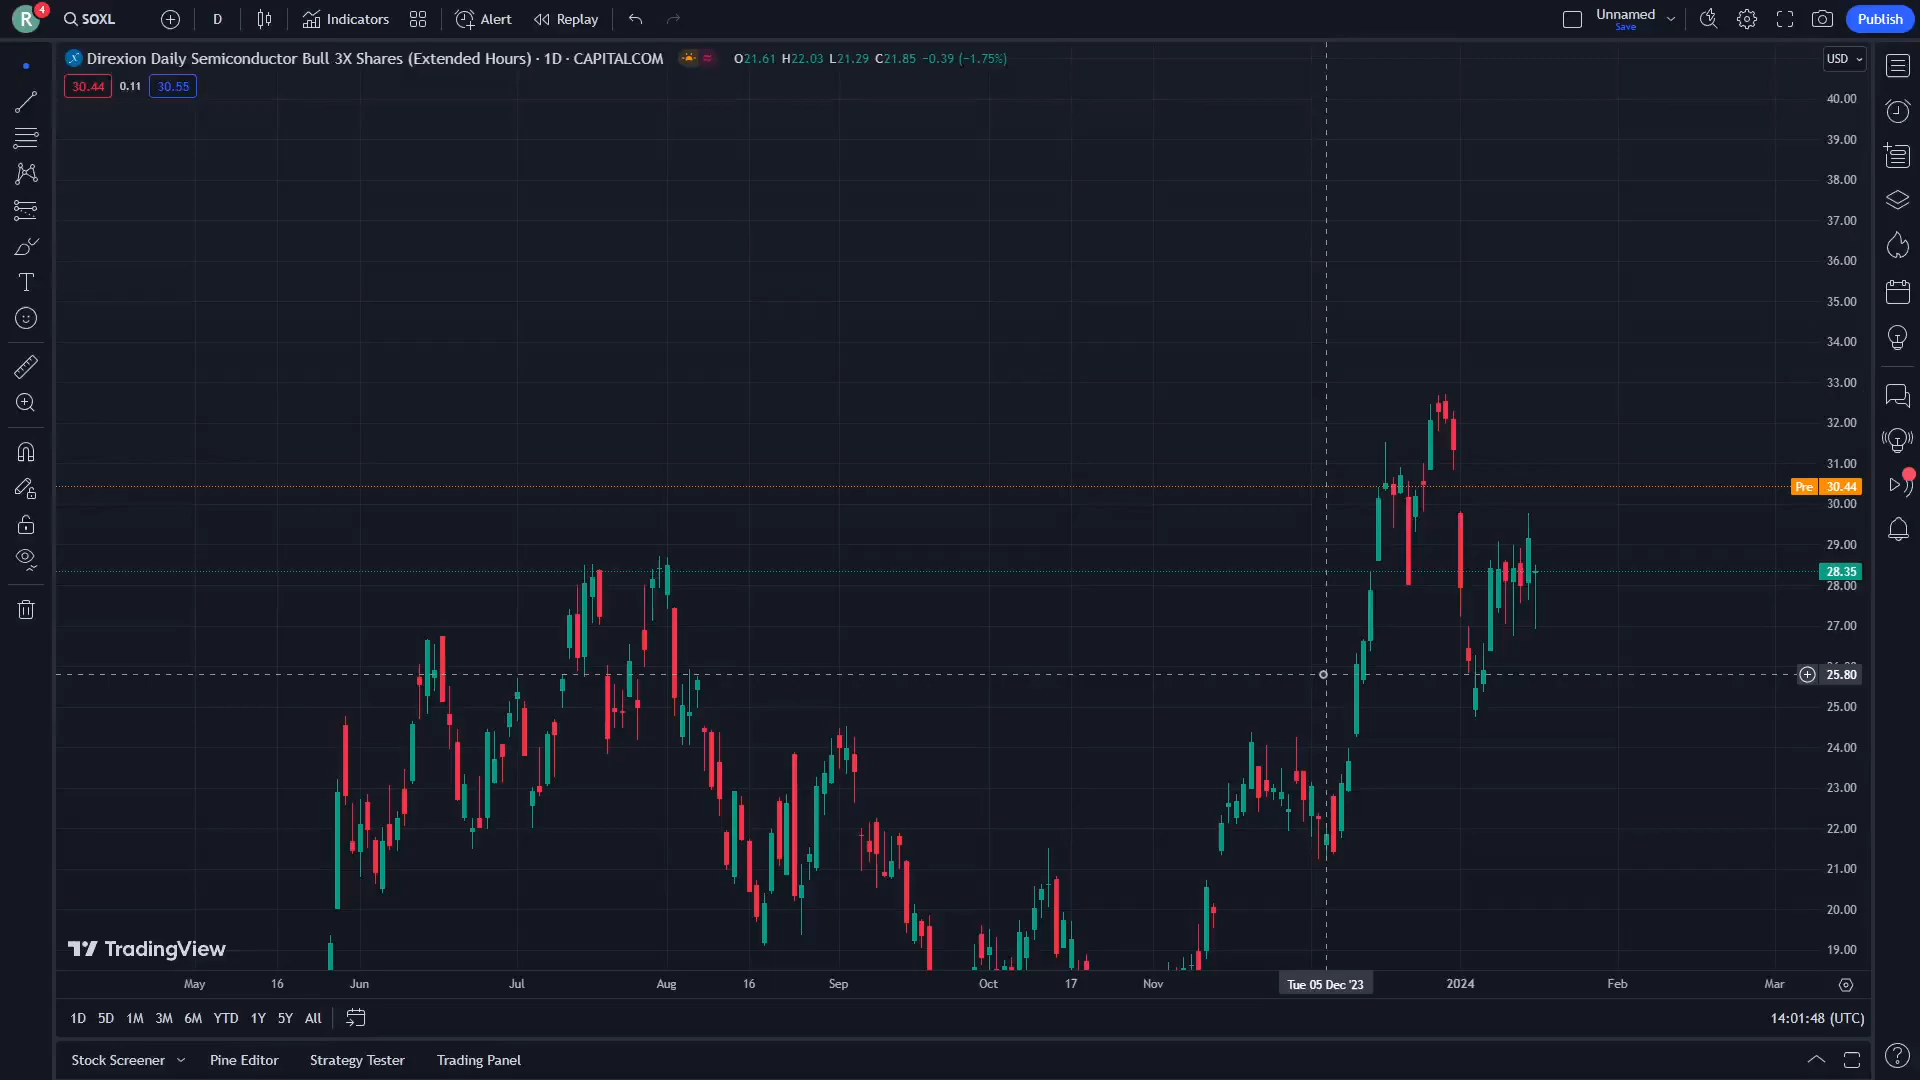 R 4 SOXL D Indicators Alert Replay Unnamed Save Publish
Direxion Daily Semiconductor Bull 3X Shares (Extended Hours) · 1D · CAPITALCOM O21.61 H22.03 L21.29 C21.85 −0.39 (−1.75%) USD
30.44 0.11 30.55
40.00
39.00
38.00
37.00
36.00
35.00
34.00
33.00
32.00
31.00
Pre 30.44
30.00
29.00
28.35
28.00
27.00
25.80
25.00
24.00
23.00
22.00
21.00
20.00
19.00
TradingView
May 16 Jun Jul Aug 16 Sep Oct 17 Nov Tue 05 Dec '23 2024 Feb Mar
1D 5D 1M 3M 6M YTD 1Y 5Y All 14:01:48 (UTC)
Stock Screener Pine Editor Strategy Tester Trading Panel